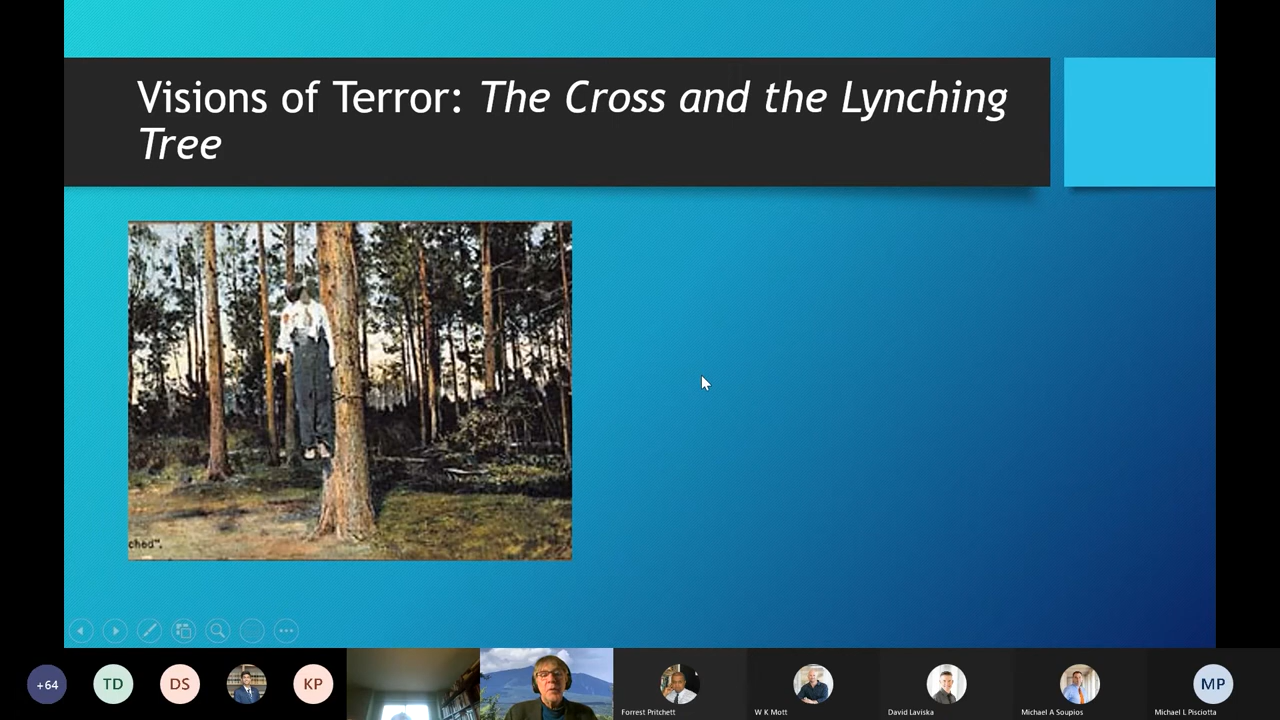 Visions of Terror: The Cross and the Lynching
Tree
ched".
+64
TD
DS
KP
Forrest Pritchett
W K Mott
David Laviska
Michael A Soupios
MP
Michael L Pisciotta